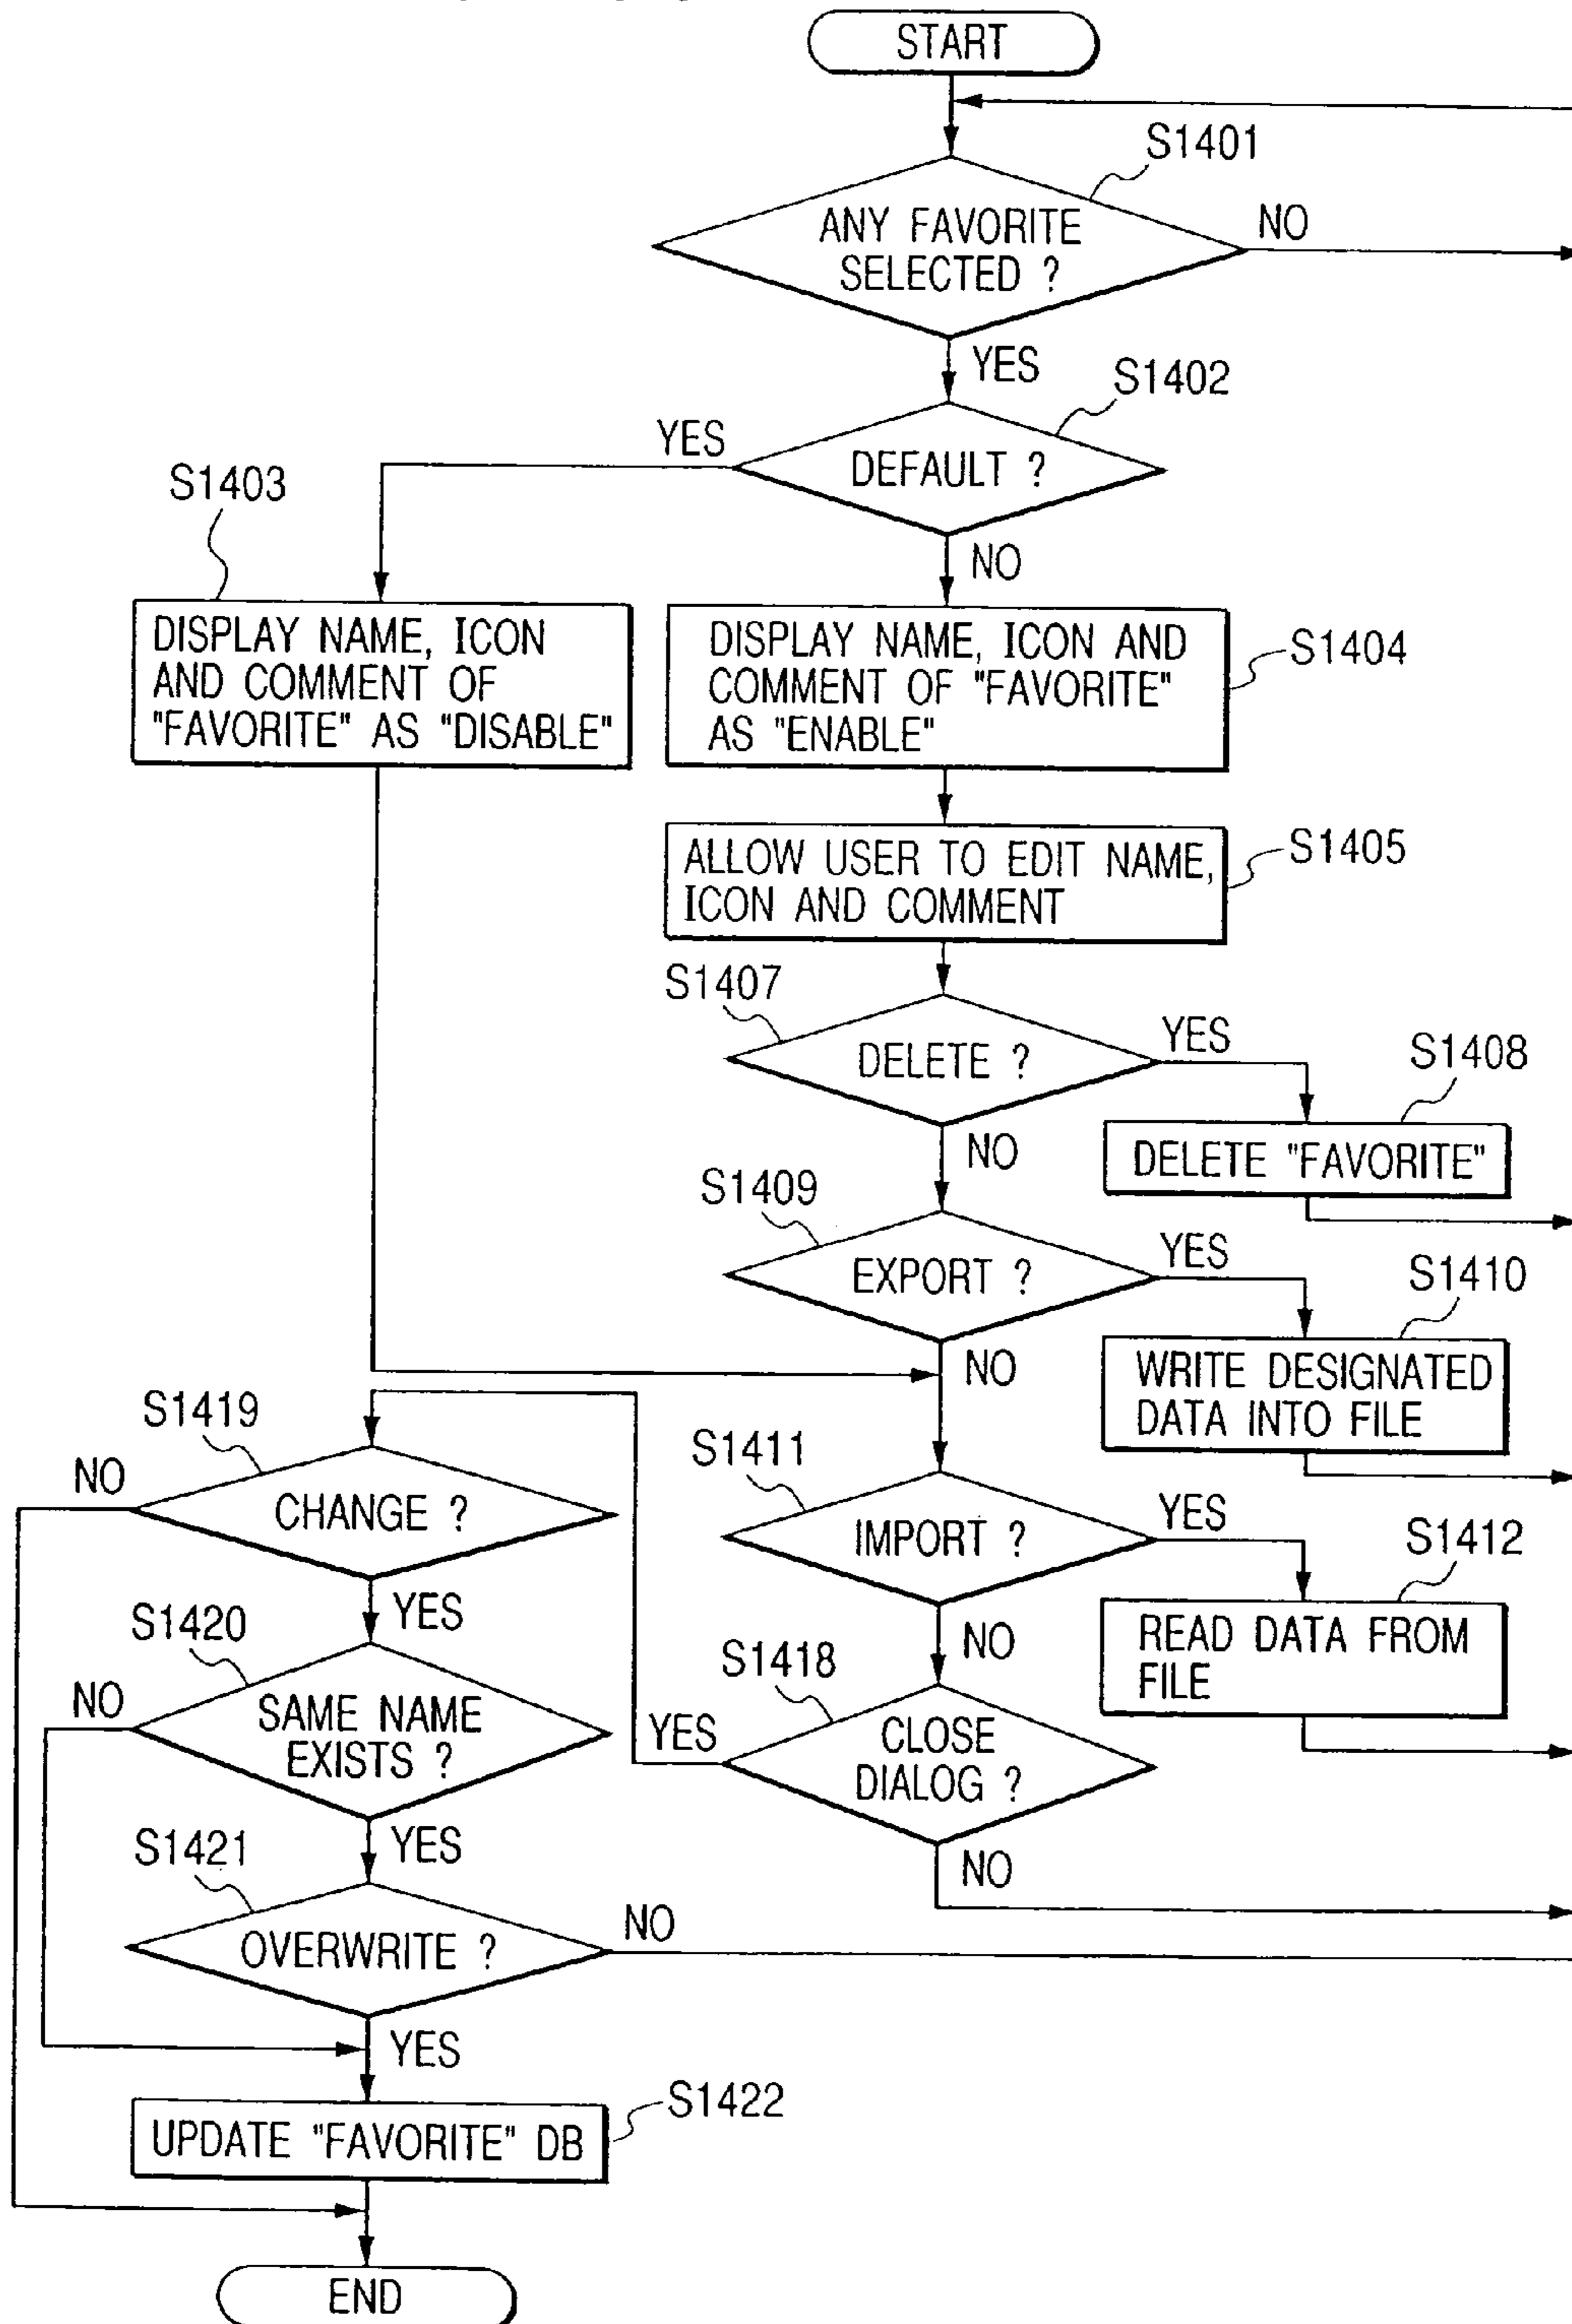 START
S1401
ANY FAVORITE
SELECTED ?
NO
YES
S1402
YES
DEFAULT ?
S1403
NO
DISPLAY NAME, ICON
AND COMMENT OF
"FAVORITE" AS "DISABLE"
DISPLAY NAME, ICON AND
COMMENT OF "FAVORITE"
AS "ENABLE"
S1404
ALLOW USER TO EDIT NAME,
ICON AND COMMENT
S1405
S1407
DELETE ?
YES
S1408
NO
DELETE "FAVORITE"
S1409
EXPORT ?
YES
S1410
NO
WRITE DESIGNATED
DATA INTO FILE
S1419
NO
CHANGE ?
YES
S1411
IMPORT ?
YES
S1412
NO
READ DATA FROM
FILE
S1420
NO
SAME NAME
EXISTS ?
YES
S1418
YES
CLOSE
DIALOG ?
NO
S1421
OVERWRITE ?
NO
YES
UPDATE "FAVORITE" DB
S1422
END